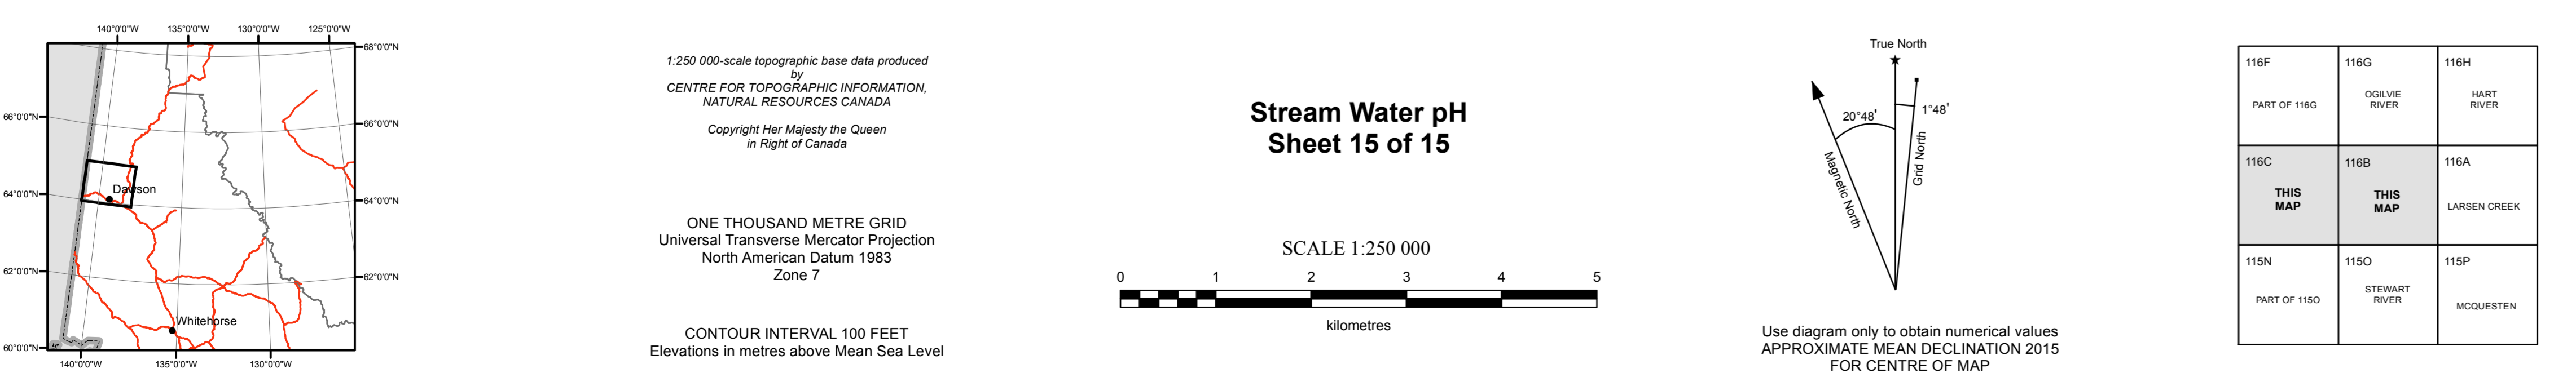 140°0'0"W 135°0'0"W 130°0'0"W 125°0'0"W
68°0'0"N
66°0'0"N
66°0'0"N
64°0'0"N
64°0'0"N
62°0'0"N
62°0'0"N
60°0'0"N
Dawson
Whitehorse
140°0'0"W 135°0'0"W 130°0'0"W
1:250 000-scale topographic base data produced
by
CENTRE FOR TOPOGRAPHIC INFORMATION,
NATURAL RESOURCES CANADA
Copyright Her Majesty the Queen
in Right of Canada
ONE THOUSAND METRE GRID
Universal Transverse Mercator Projection
North American Datum 1983
Zone 7
CONTOUR INTERVAL 100 FEET
Elevations in metres above Mean Sea Level
Stream Water pH
Sheet 15 of 15
SCALE 1:250 000
0 1 2 3 4 5
kilometres
True North
20°48'
1°48'
Magnetic North
Grid North
Use diagram only to obtain numerical values
APPROXIMATE MEAN DECLINATION 2015
FOR CENTRE OF MAP
116F
PART OF 116G
116G
OGILVIE
RIVER
116H
HART
RIVER
116C
THIS
MAP
116B
THIS
MAP
116A
LARSEN CREEK
115N
PART OF 115O
115O
STEWART
RIVER
115P
MCQUESTEN